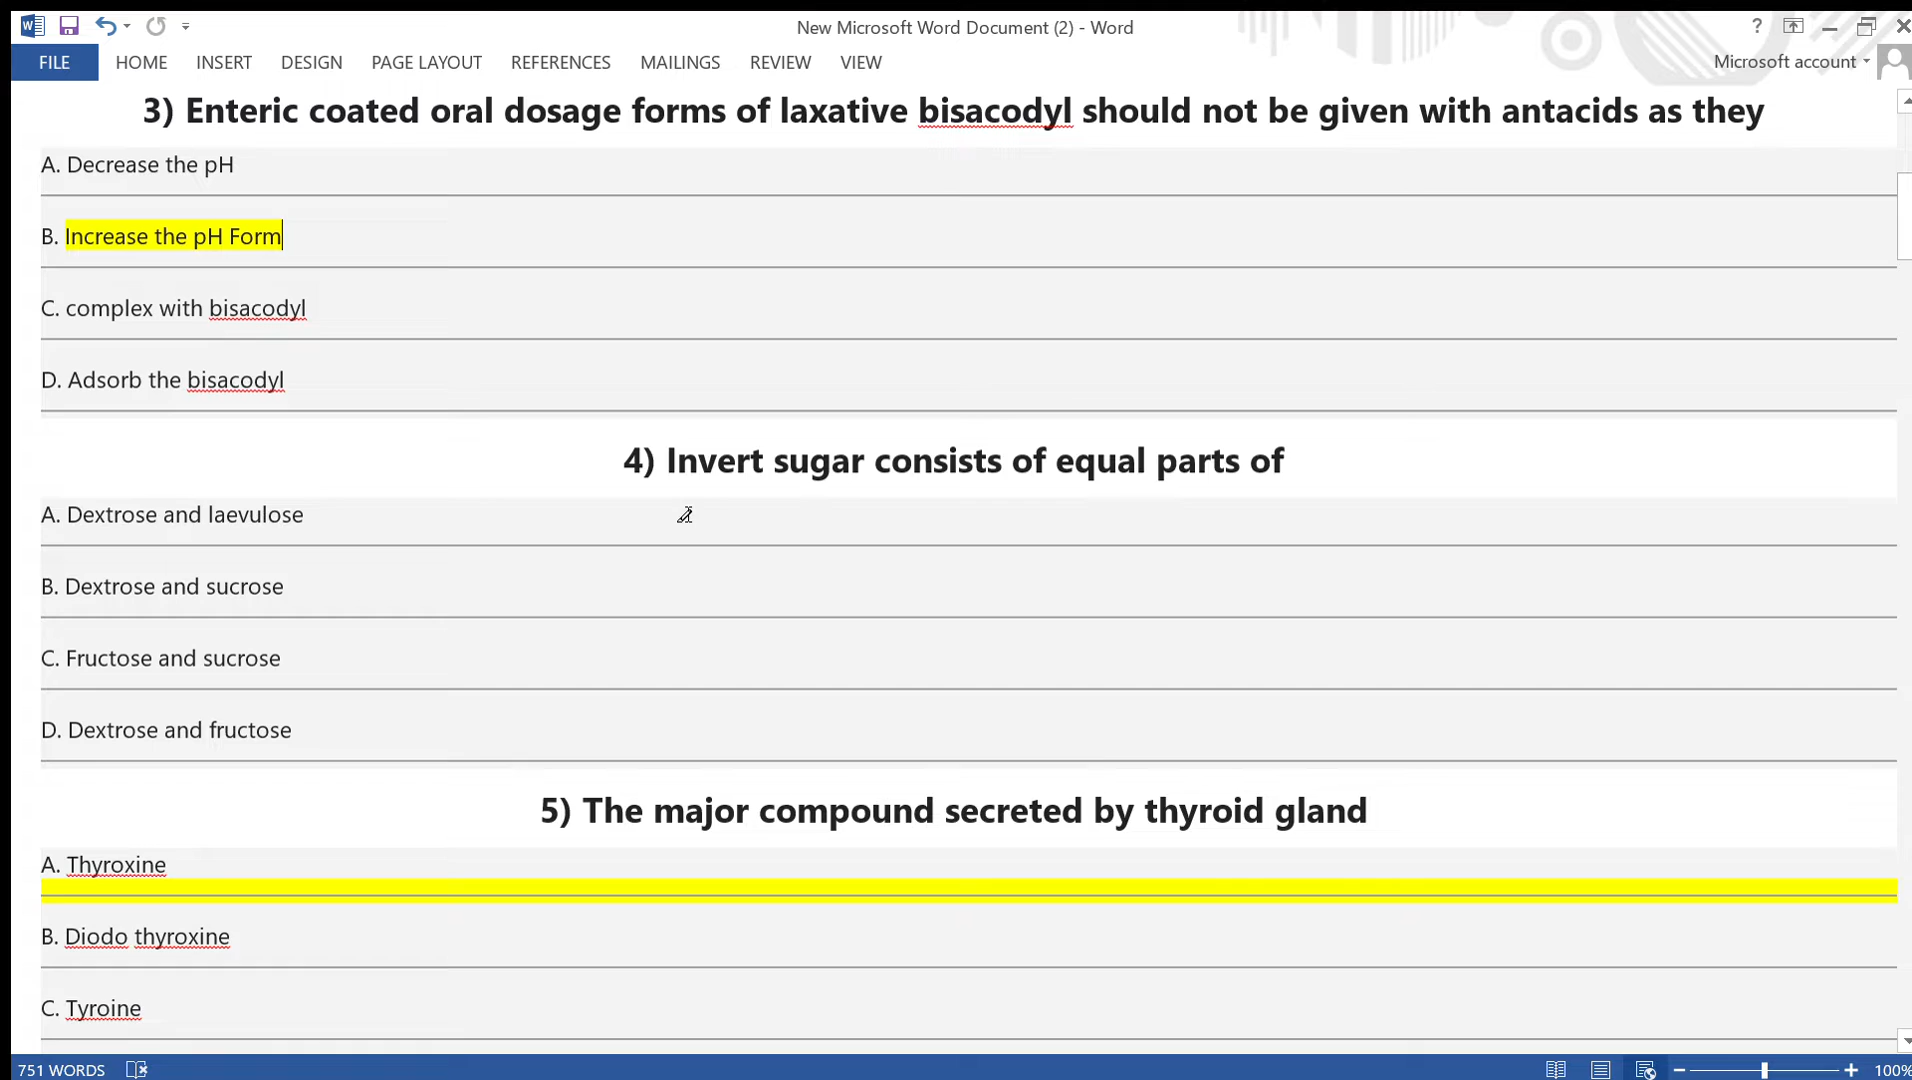 New Microsoft Word Document (2) - Word
?
FILE HOME INSERT DESIGN PAGE LAYOUT REFERENCES MAILINGS REVIEW VIEW Microsoft account
3) Enteric coated oral dosage forms of laxative bisacodyl should not be given with antacids as they
A. Decrease the pH
B. Increase the pH Form
C. complex with bisacodyl
D. Adsorb the bisacodyl
4) Invert sugar consists of equal parts of
A. Dextrose and laevulose
B. Dextrose and sucrose
C. Fructose and sucrose
D. Dextrose and fructose
5) The major compound secreted by thyroid gland
A. Thyroxine
B. Diodo thyroxine
C. Tyroine
751 WORDS 100%